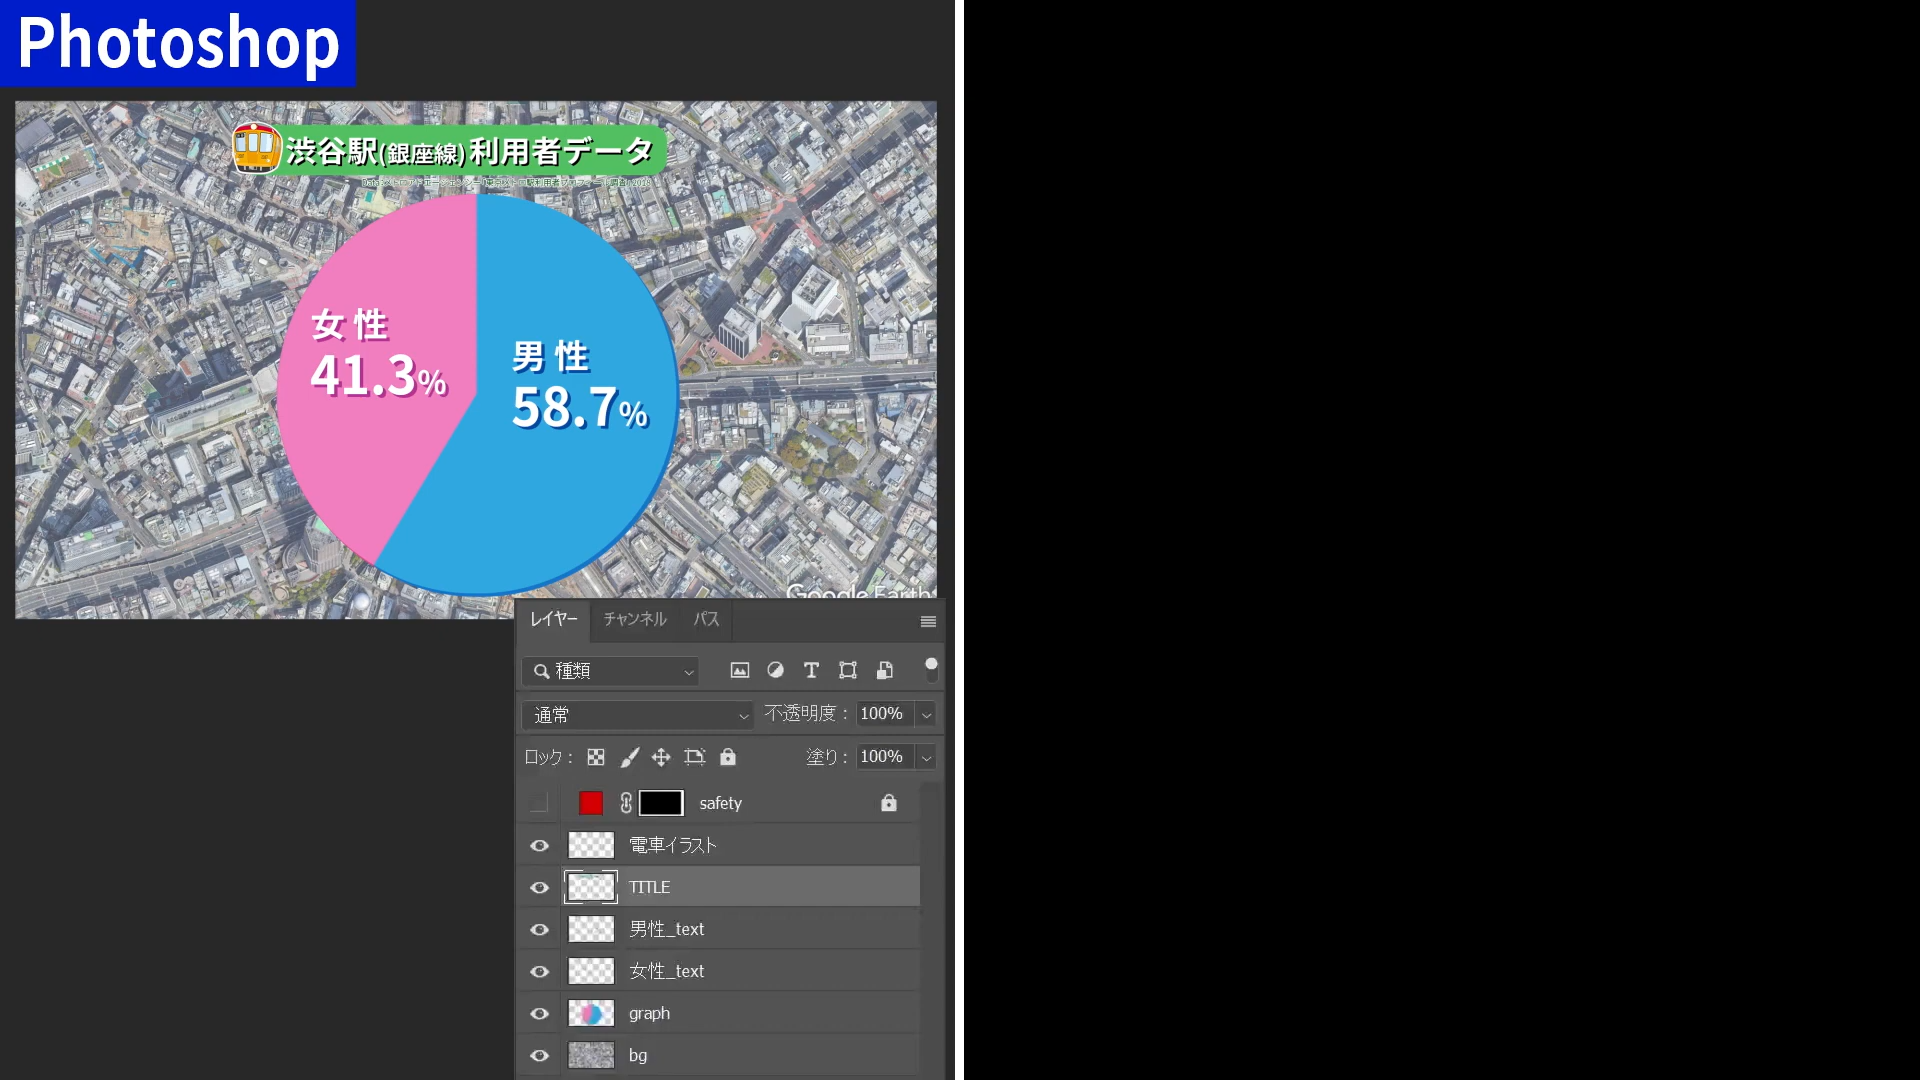 Photoshop
渋谷駅(銀座線)利用者データ
女性
41.3%
男性
58.7%
Google Earth
レイヤー チャンネル パス
種類
通常 不透明度： 100%
ロック： 塗り： 100%
safety
電車イラスト
TITLE
男性_text
女性_text
graph
bg